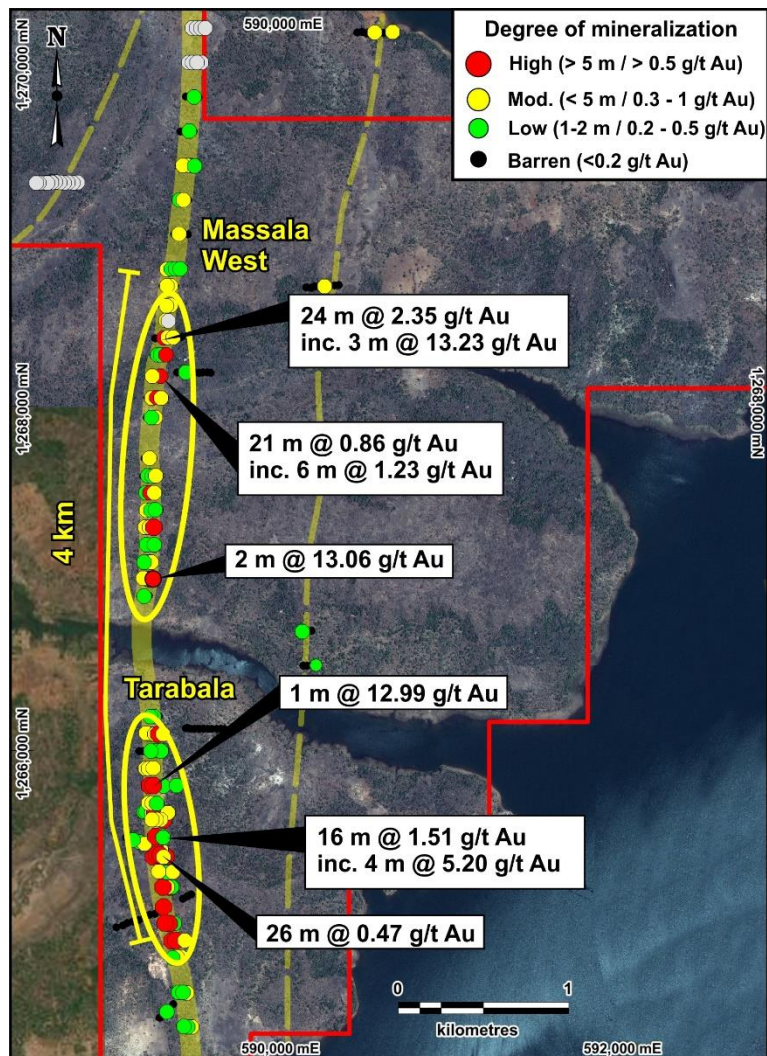 590,000 mE
N
1,270,000 mN
Degree of mineralization
High (> 5 m / > 0.5 g/t Au)
Mod. (< 5 m / 0.3 - 1 g/t Au)
Low (1-2 m / 0.2 - 0.5 g/t Au)
Barren (<0.2 g/t Au)
Massala
West
24 m @ 2.35 g/t Au
inc. 3 m @ 13.23 g/t Au
1,268,000 mN
1,268,000 mN
21 m @ 0.86 g/t Au
inc. 6 m @ 1.23 g/t Au
4 km
2 m @ 13.06 g/t Au
Tarabala
1 m @ 12.99 g/t Au
1,266,000 mN
16 m @ 1.51 g/t Au
inc. 4 m @ 5.20 g/t Au
26 m @ 0.47 g/t Au
0 1
kilometres
590,000 mE
592,000 mE